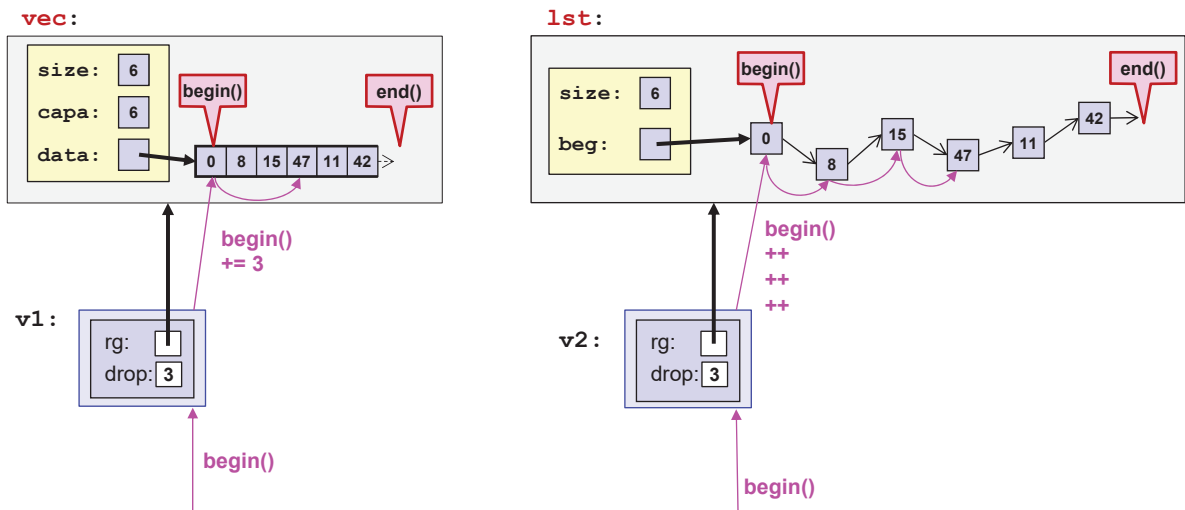 vec:
size: 6
capa: 6
data:
begin()
end()
0 8 15 47 11 42
begin()
+= 3
v1:
rg:
drop: 3
begin()
lst:
size: 6
beg:
begin()
end()
0
8
15
47
11
42
begin()
++
++
++
v2:
rg:
drop: 3
begin()